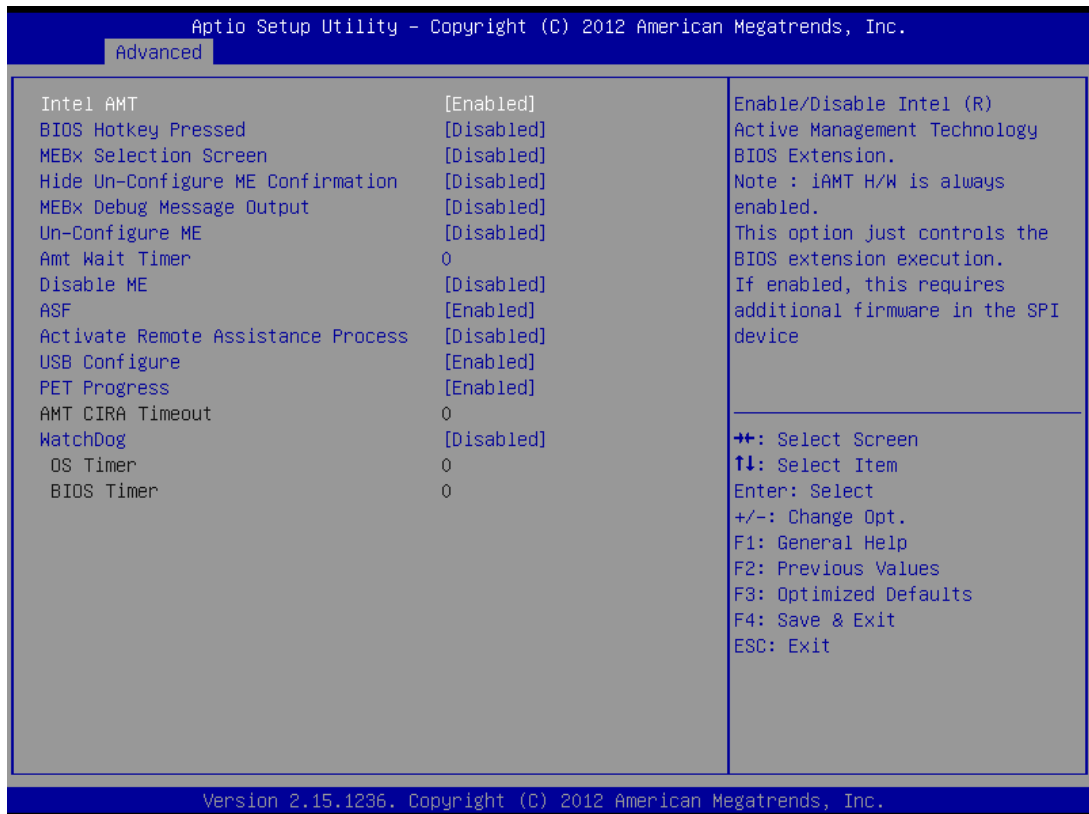 Aptio Setup Utility – Copyright (C) 2012 American Megatrends, Inc.
Advanced
Intel AMT [Enabled]
BIOS Hotkey Pressed [Disabled]
MEBx Selection Screen [Disabled]
Hide Un-Configure ME Confirmation [Disabled]
MEBx Debug Message Output [Disabled]
Un-Configure ME [Disabled]
Amt Wait Timer 0
Disable ME [Disabled]
ASF [Enabled]
Activate Remote Assistance Process [Disabled]
USB Configure [Enabled]
PET Progress [Enabled]
AMT CIRA Timeout 0
WatchDog [Disabled]
OS Timer 0
BIOS Timer 0
Enable/Disable Intel (R)
Active Management Technology
BIOS Extension.
Note : iAMT H/W is always
enabled.
This option just controls the
BIOS extension execution.
If enabled, this requires
additional firmware in the SPI
device
→←: Select Screen
↑↓: Select Item
Enter: Select
+/-: Change Opt.
F1: General Help
F2: Previous Values
F3: Optimized Defaults
F4: Save & Exit
ESC: Exit
Version 2.15.1236. Copyright (C) 2012 American Megatrends, Inc.